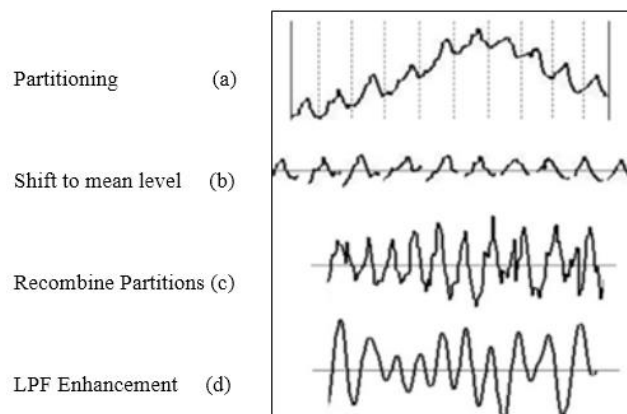 Partitioning (a)
Shift to mean level (b)
Recombine Partitions (c)
LPF Enhancement (d)